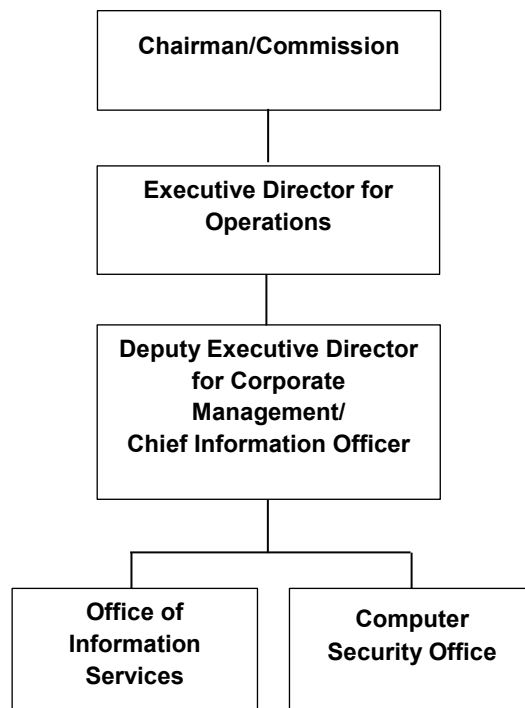 Chairman/Commission
Executive Director for
Operations
Deputy Executive Director
for Corporate
Management/
Chief Information Officer
Office of
Information
Services
Computer
Security Office